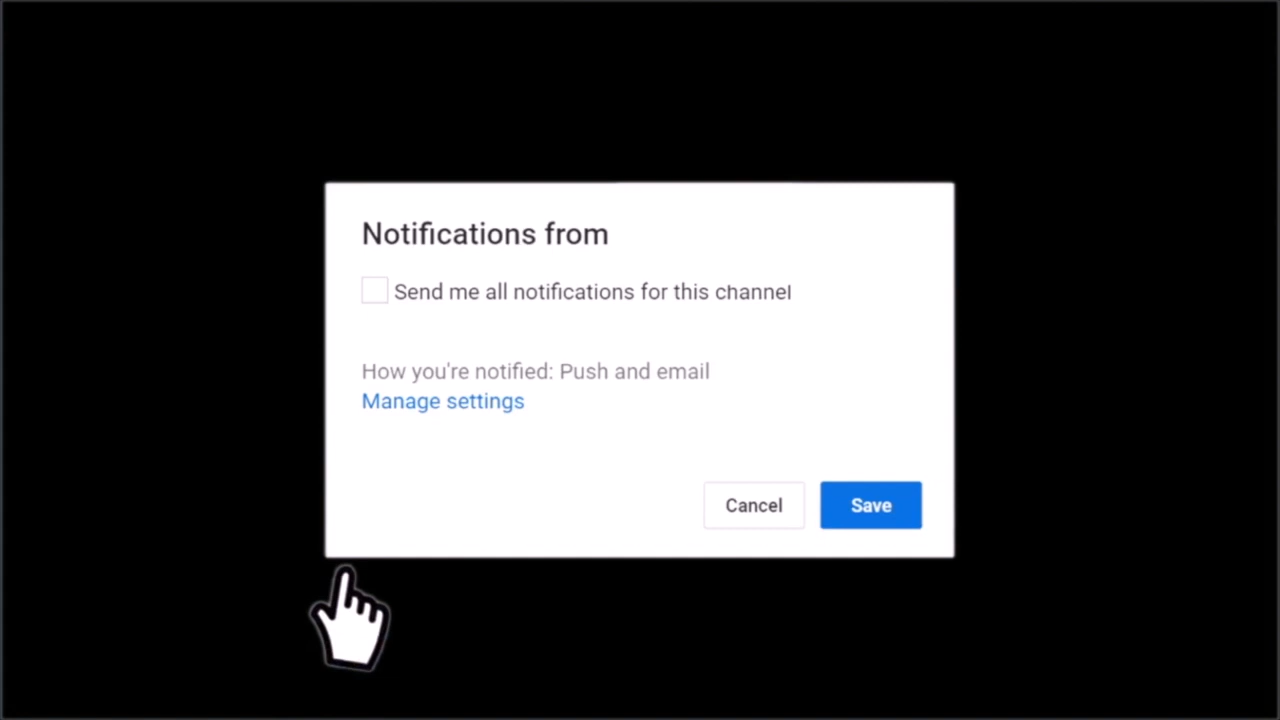 Notifications from
Send me all notifications for this channel
How you're notified: Push and email
Manage settings
Cancel
Save